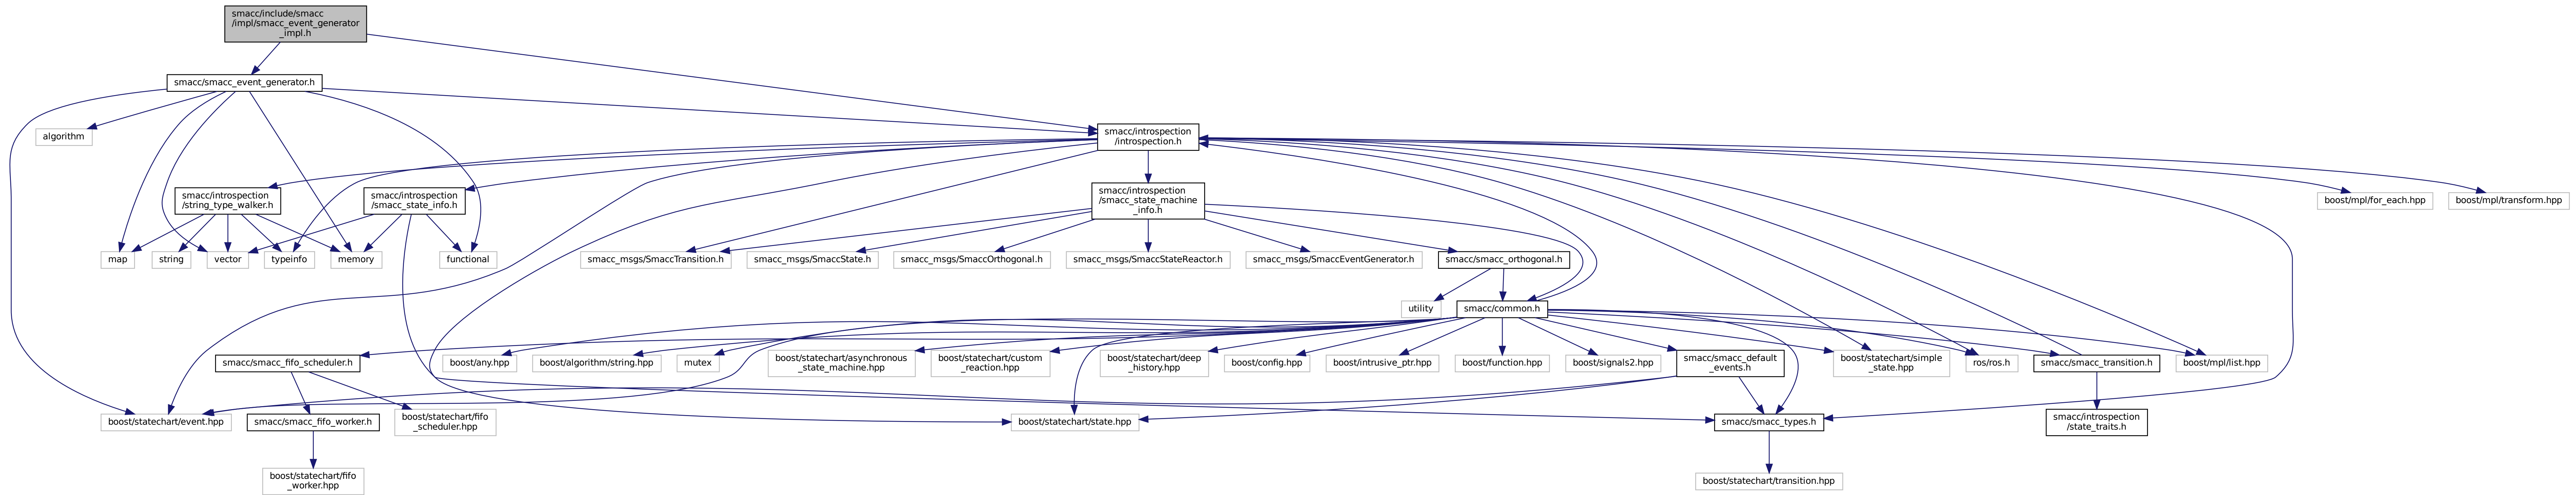 smacc/include/smacc
/impl/smacc_event_generator
_impl.h
smacc/smacc_event_generator.h
algorithm
smacc/introspection
/introspection.h
smacc/introspection
/string_type_walker.h
smacc/introspection
/smacc_state_info.h
smacc/introspection
/smacc_state_machine
_info.h
boost/mpl/for_each.hpp
boost/mpl/transform.hpp
map
string
vector
typeinfo
memory
functional
smacc_msgs/SmaccTransition.h
smacc_msgs/SmaccState.h
smacc_msgs/SmaccOrthogonal.h
smacc_msgs/SmaccStateReactor.h
smacc_msgs/SmaccEventGenerator.h
smacc/smacc_orthogonal.h
utility
smacc/common.h
smacc/smacc_fifo_scheduler.h
boost/any.hpp
boost/algorithm/string.hpp
mutex
boost/statechart/asynchronous
_state_machine.hpp
boost/statechart/custom
_reaction.hpp
boost/statechart/deep
_history.hpp
boost/config.hpp
boost/intrusive_ptr.hpp
boost/function.hpp
boost/signals2.hpp
smacc/smacc_default
_events.h
boost/statechart/simple
_state.hpp
ros/ros.h
smacc/smacc_transition.h
boost/mpl/list.hpp
boost/statechart/event.hpp
smacc/smacc_fifo_worker.h
boost/statechart/fifo
_scheduler.hpp
boost/statechart/state.hpp
smacc/smacc_types.h
smacc/introspection
/state_traits.h
boost/statechart/fifo
_worker.hpp
boost/statechart/transition.hpp